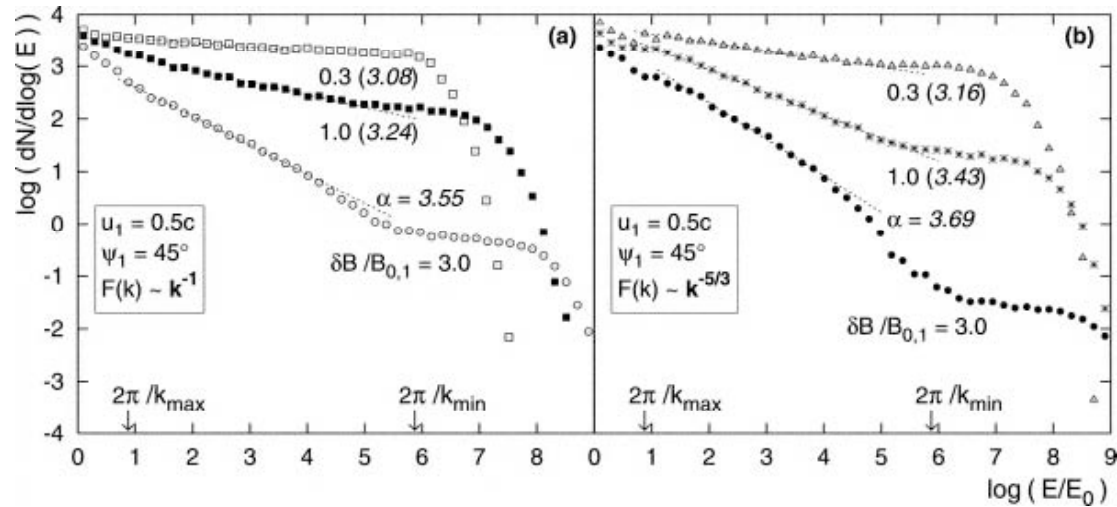 log ( dN/dlog( E ) )
4
3
2
1
0
-1
-2
-3
-4
(a)
0.3 (3.08)
1.0 (3.24)
α = 3.55
u1 = 0.5c
ψ1 = 45°
F(k) ~ k-1
δB /B0,1 = 3.0
2π /kmax
2π /kmin
0 1 2 3 4 5 6 7 8
(b)
0.3 (3.16)
1.0 (3.43)
α = 3.69
u1 = 0.5c
ψ1 = 45°
F(k) ~ k-5/3
δB /B0,1 = 3.0
2π /kmax
2π /kmin
0 1 2 3 4 5 6 7 8 9
log ( E/E0 )